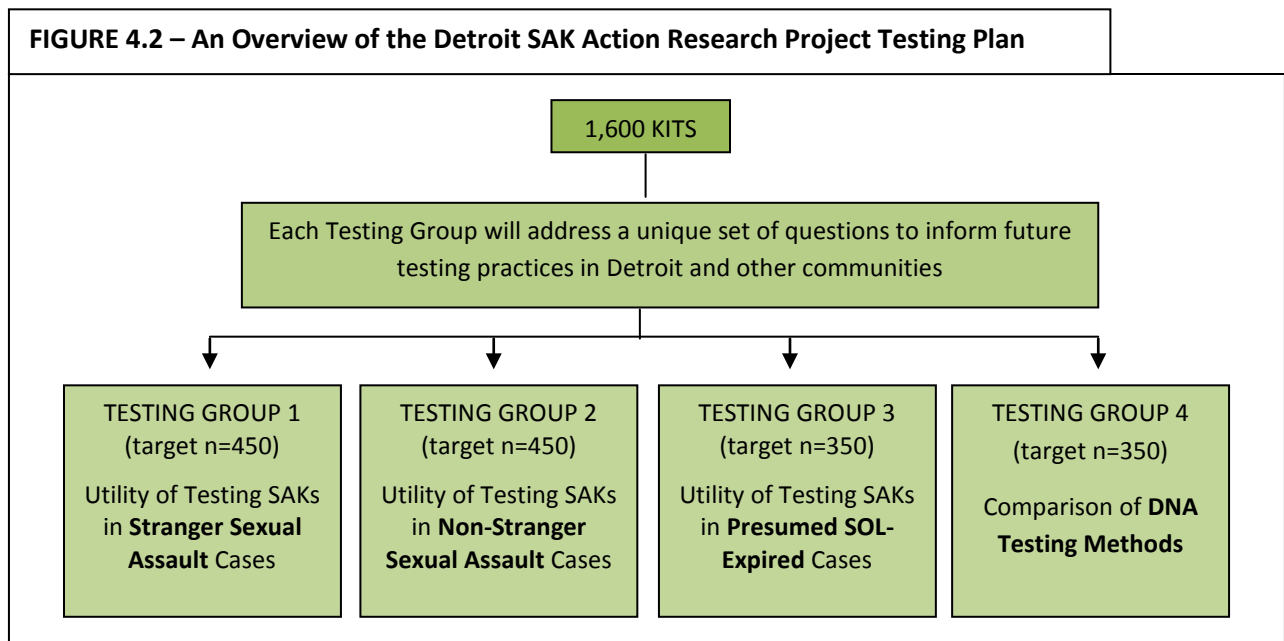 FIGURE 4.2 – An Overview of the Detroit SAK Action Research Project Testing Plan
1,600 KITS
Each Testing Group will address a unique set of questions to inform future
testing practices in Detroit and other communities
TESTING GROUP 1
(target n=450)
Utility of Testing SAKs
in Stranger Sexual
Assault Cases
TESTING GROUP 2
(target n=450)
Utility of Testing SAKs
in Non-Stranger
Sexual Assault Cases
TESTING GROUP 3
(target n=350)
Utility of Testing SAKs
in Presumed SOL-
Expired Cases
TESTING GROUP 4
(target n=350)
Comparison of DNA
Testing Methods